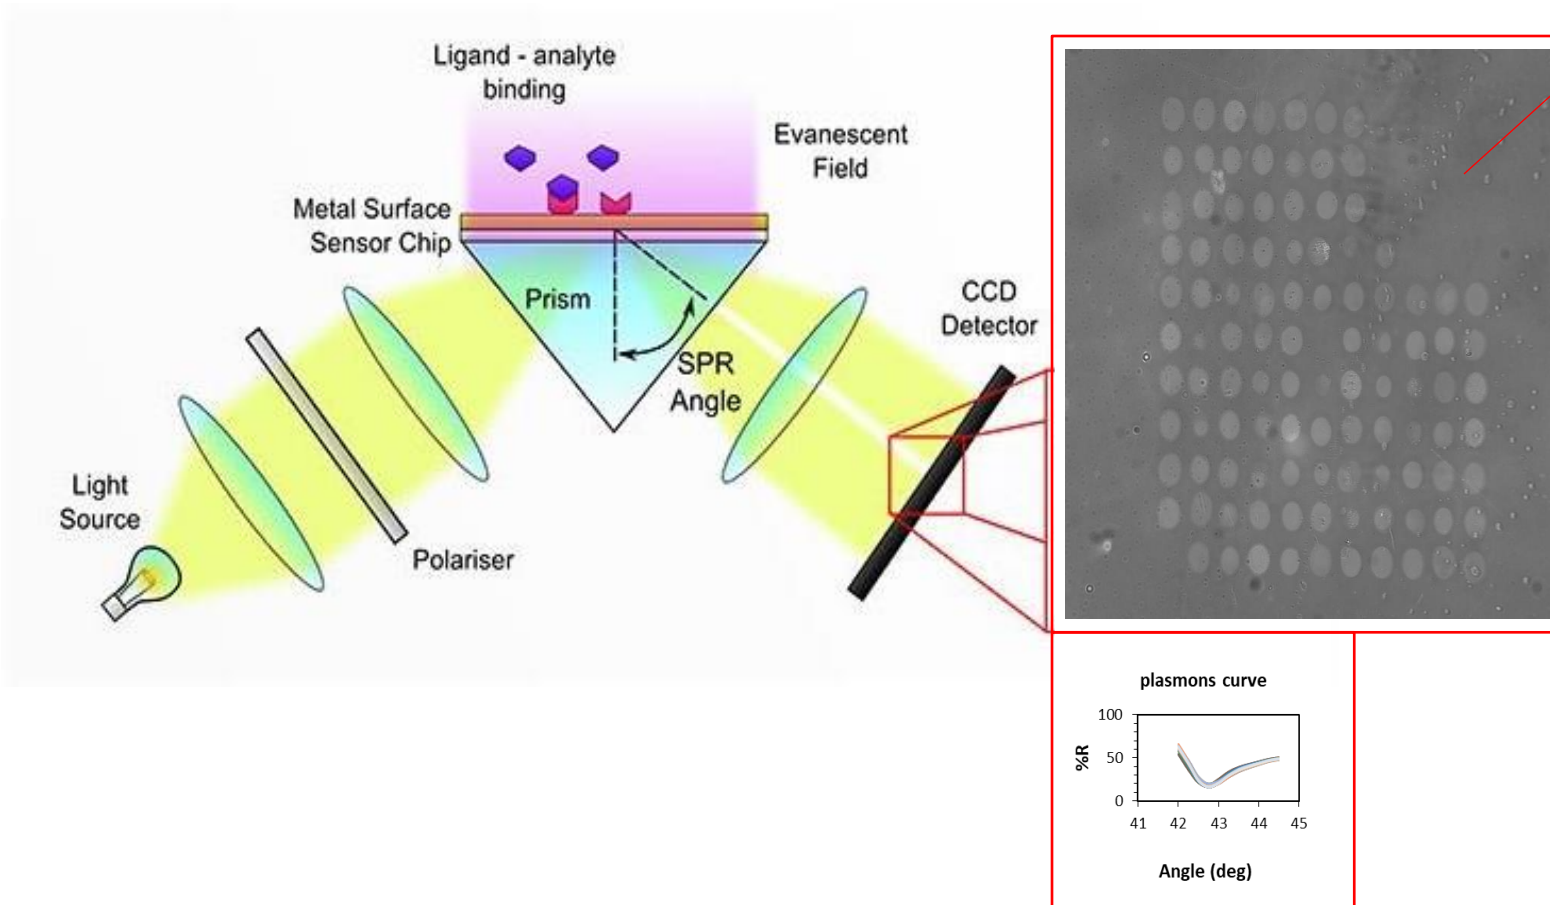 Ligand - analyte
binding
Evanescent
Field
Metal Surface
Sensor Chip
Prism
CCD
Detector
SPR
Angle
Light
Source
Polariser
plasmons curve
100
50
0
%R
41 42 43 44 45
Angle (deg)